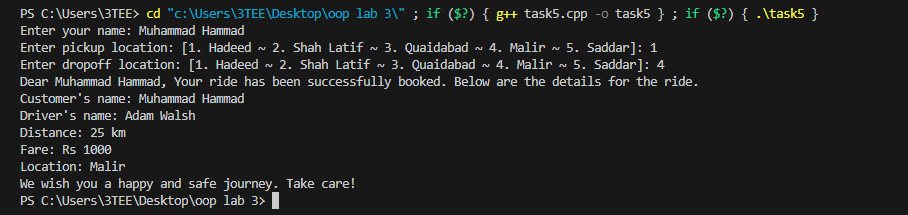 PS C:\Users\3TEE> cd "c:\Users\3TEE\Desktop\oop lab 3\" ; if ($?) { g++ task5.cpp -o task5 } ; if ($?) { .\task5 }
Enter your name: Muhammad Hammad
Enter pickup location: [1. Hadeed ~ 2. Shah Latif ~ 3. Quaidabad ~ 4. Malir ~ 5. Saddar]: 1
Enter dropoff location: [1. Hadeed ~ 2. Shah Latif ~ 3. Quaidabad ~ 4. Malir ~ 5. Saddar]: 4
Dear Muhammad Hammad, Your ride has been successfully booked. Below are the details for the ride.
Customer's name: Muhammad Hammad
Driver's name: Adam Walsh
Distance: 25 km
Fare: Rs 1000
Location: Malir
We wish you a happy and safe journey. Take care!
PS C:\Users\3TEE\Desktop\oop lab 3>